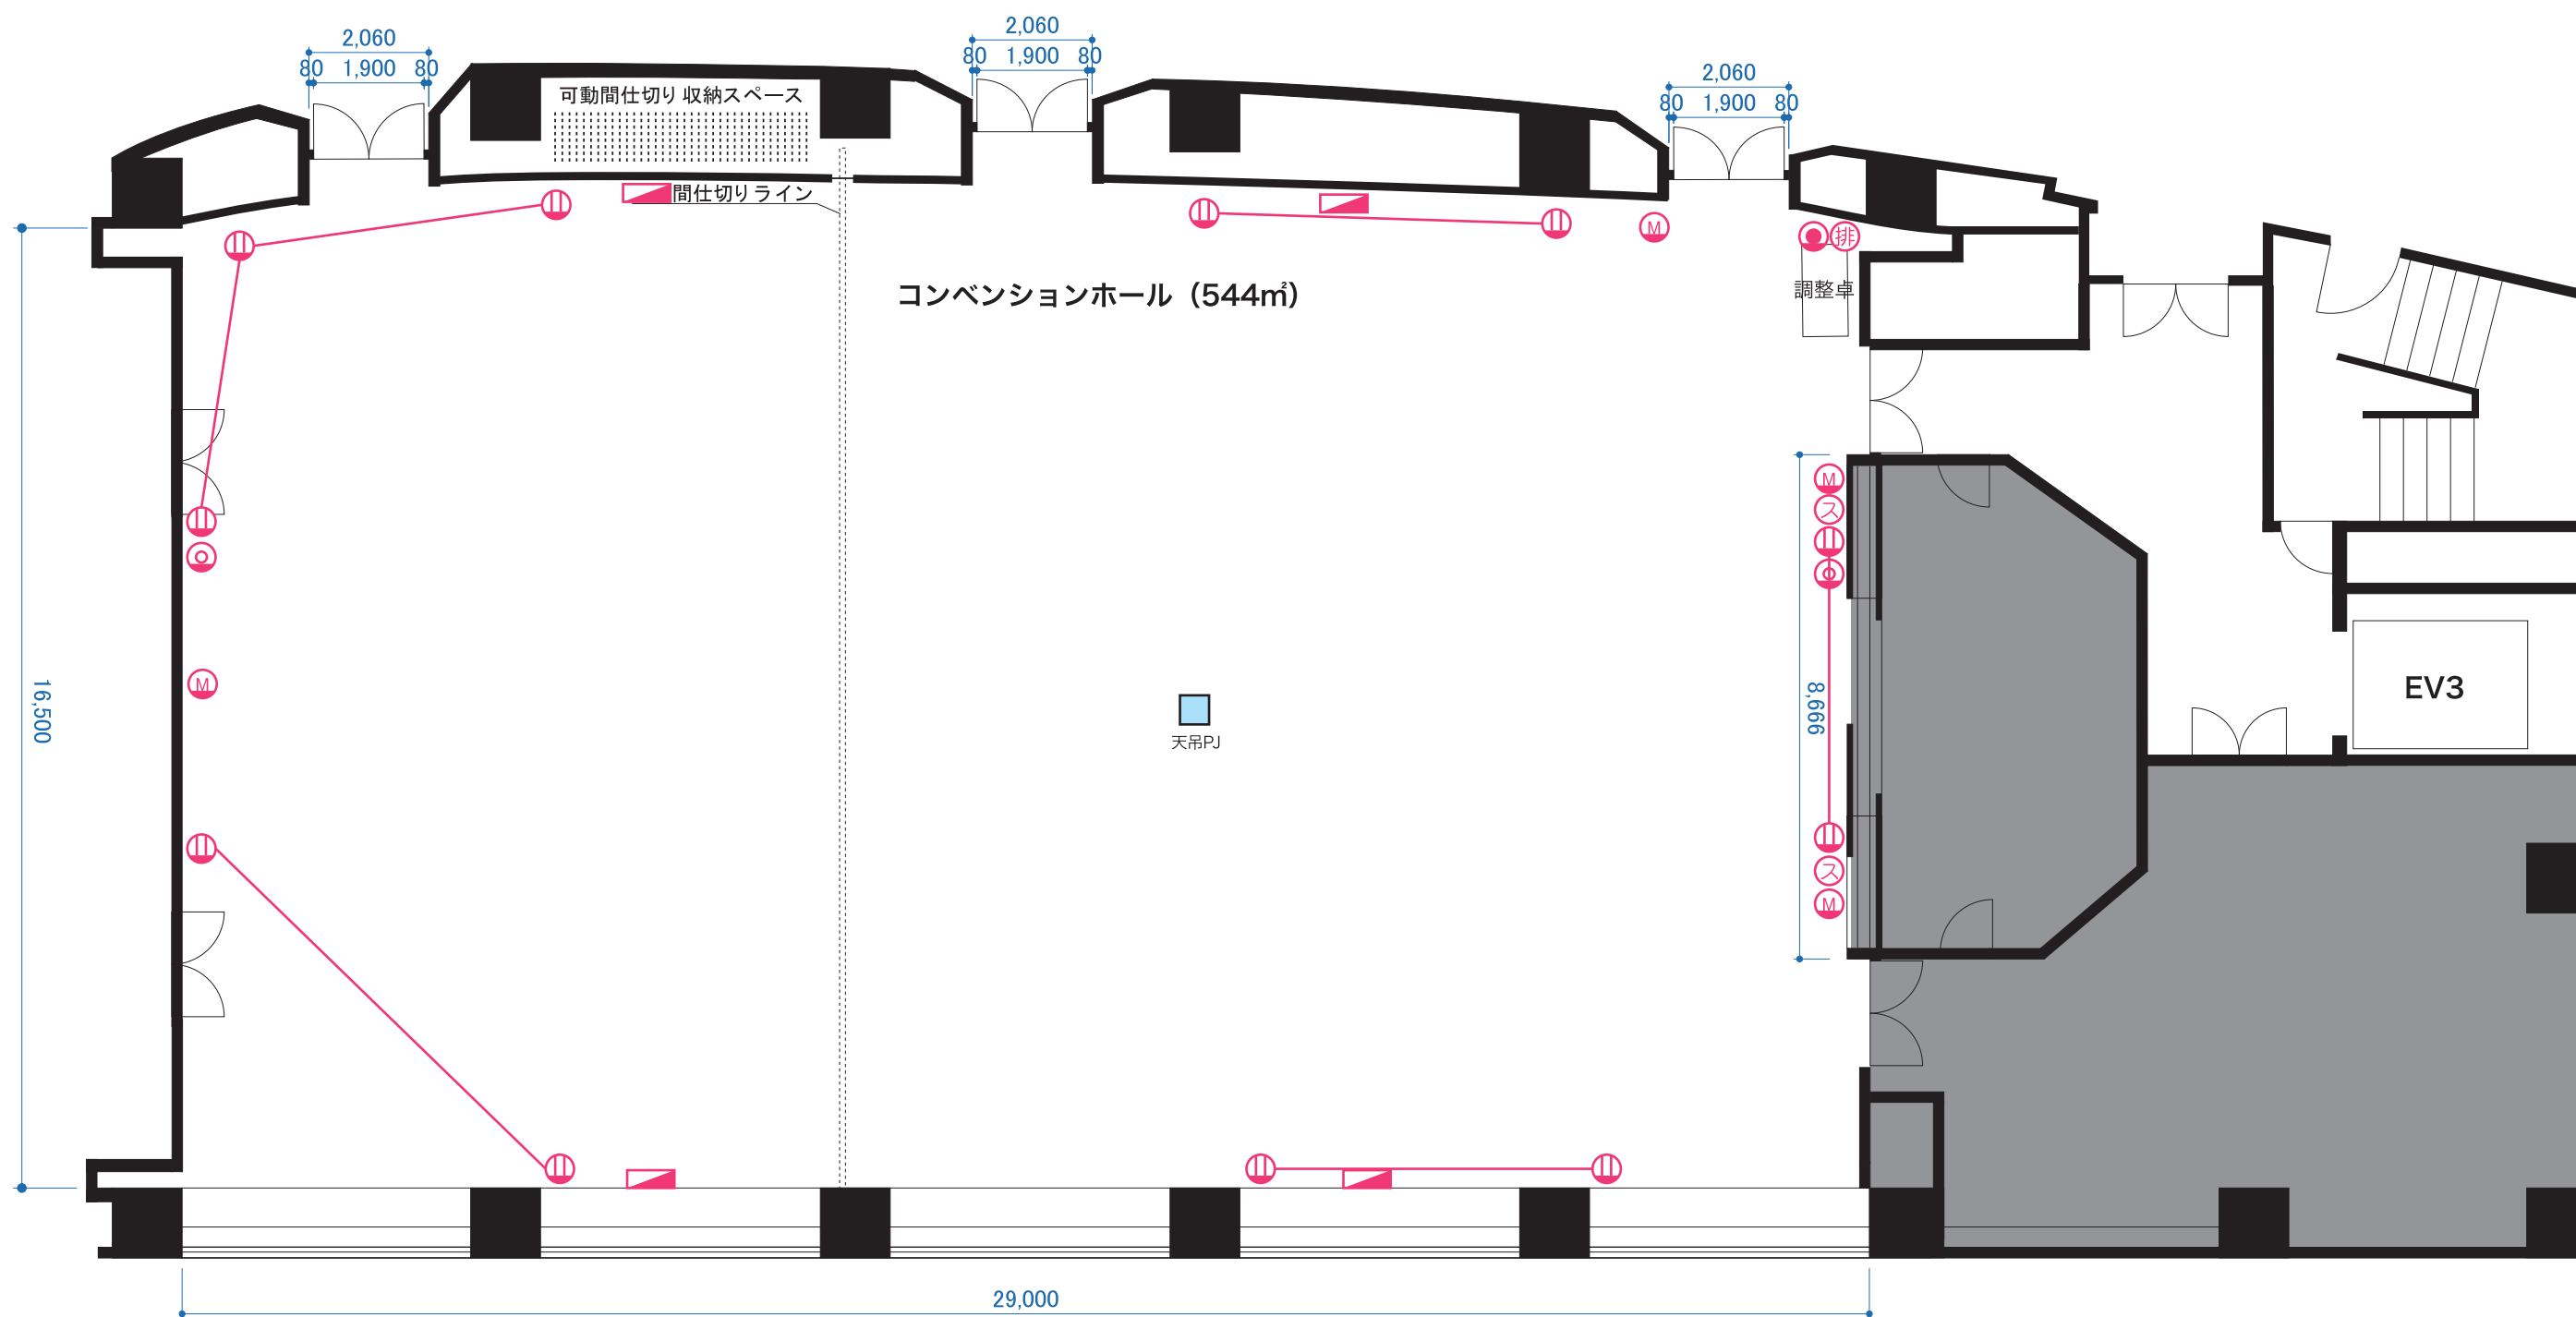 2,060
80 1,900 80
2,060
80 1,900 80
2,060
80 1,900 80
可動間仕切り 収納スペース
間仕切りライン
M
排
調整卓
コンベンションホール（544㎡）
M
ス
M
16,500
8,666
天吊PJ
EV3
ス
M
29,000